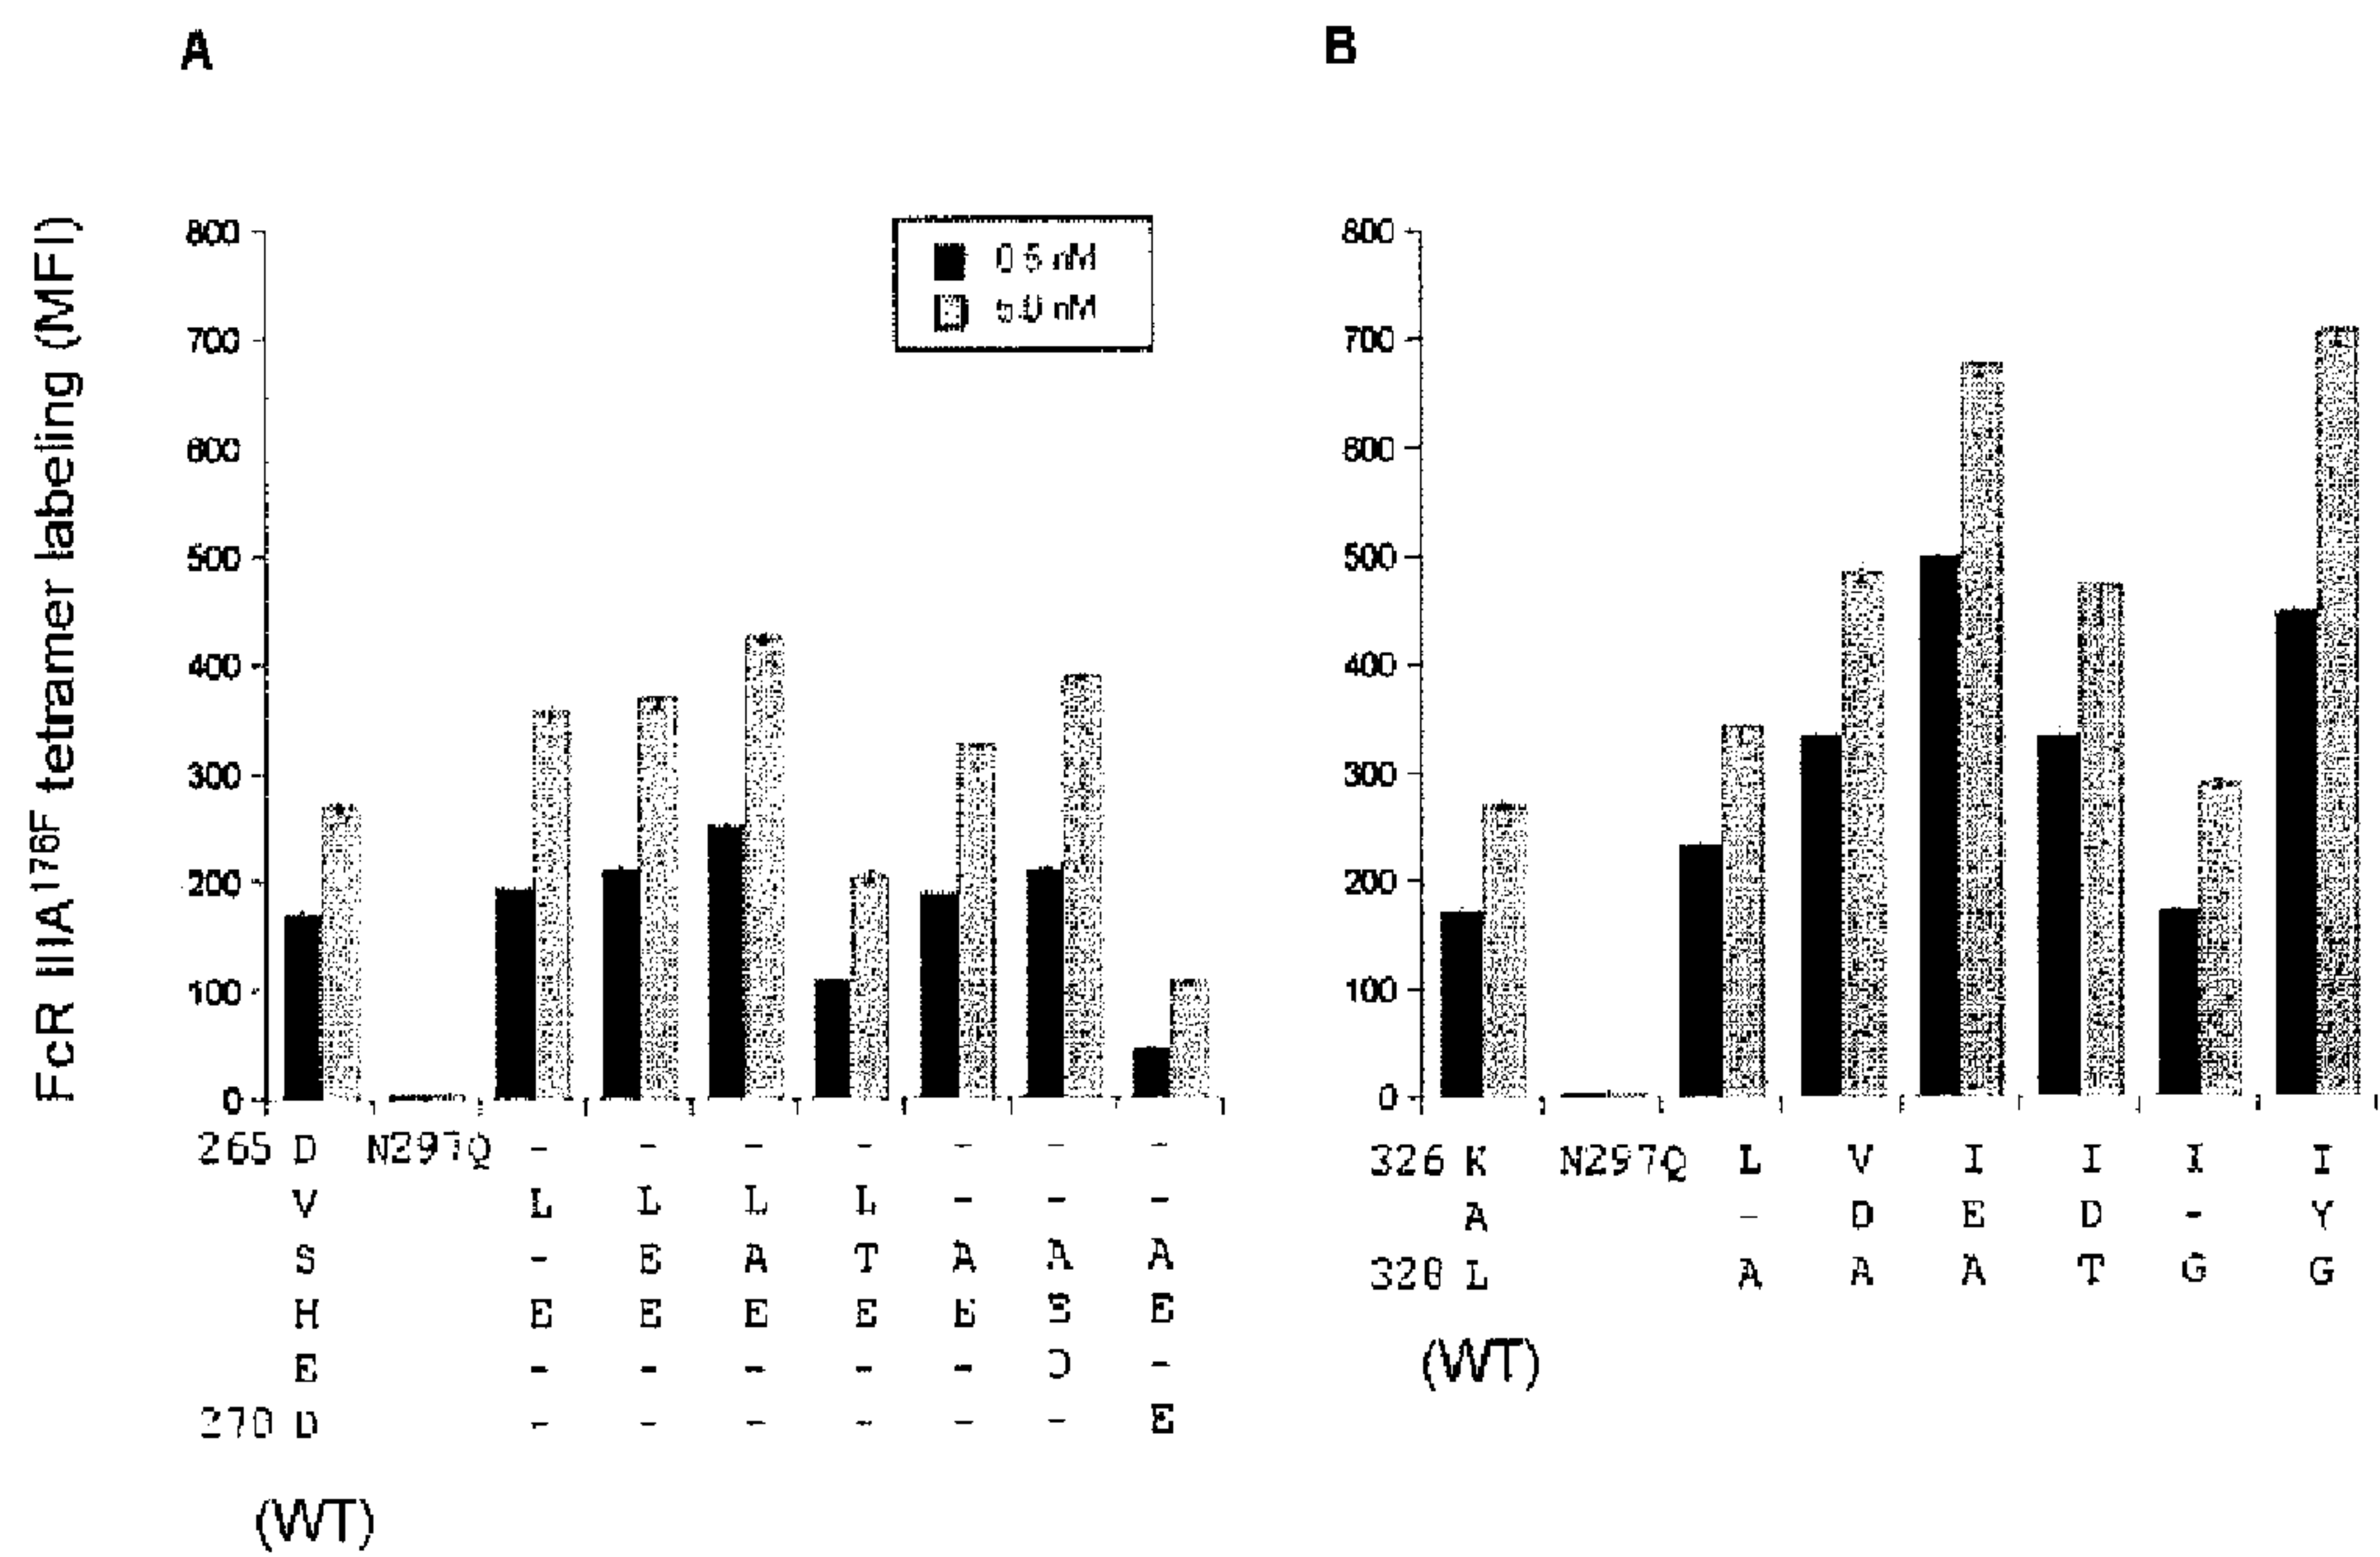 A
B
FcR IIIA176F tetramer labeling (MFI)
800
700
600
500
400
300
200
100
0
0.5 nM
5.0 nM
800
700
600
500
400
300
200
100
0
265 D N297Q - - - - - - -
V L L L L - - -
S - E A T A A A
H E E E E E E E
E - - - - - -
270 D - - - - - - E
(WT)
326 K N297Q L V I I I I
A - D E D - Y
328 L A A A T G G
(WT)